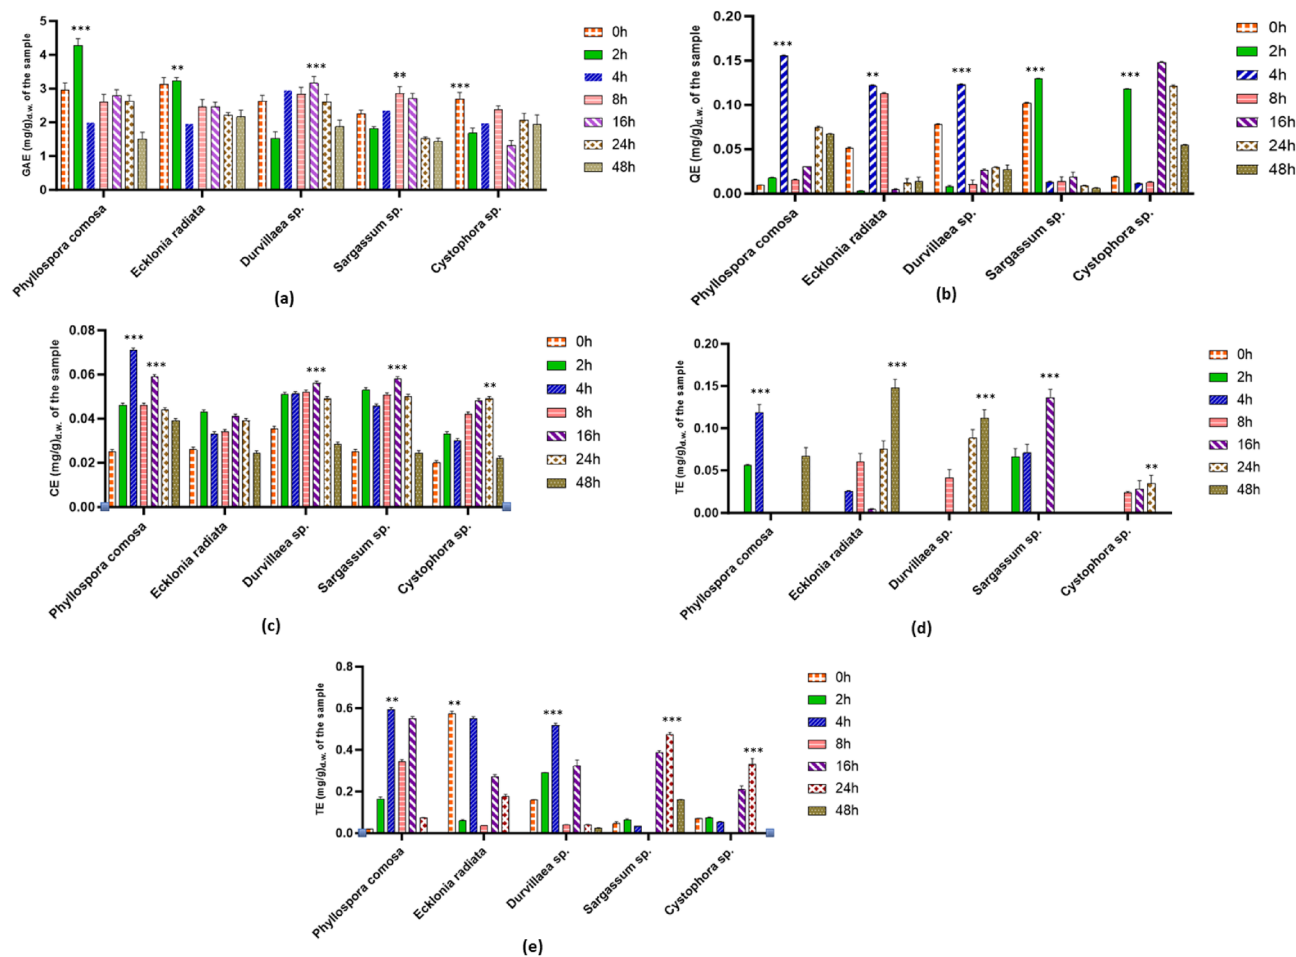 GAE (mg/g)d.w. of the sample
5
4
3
2
1
0
***
**
***
**
***
Phyllospora comosa
Ecklonia radiata
Durvillaea sp.
Sargassum sp.
Cystophora sp.
0h
2h
4h
8h
16h
24h
48h
(a)
QE (mg/g)d.w. of the sample
0.20
0.15
0.10
0.05
0.00
***
**
***
***
***
Phyllospora comosa
Ecklonia radiata
Durvillaea sp.
Sargassum sp.
Cystophora sp.
0h
2h
4h
8h
16h
24h
48h
(b)
CE (mg/g)d.w. of the sample
0.08
0.06
0.04
0.02
0.00
***
***
***
***
**
Phyllospora comosa
Ecklonia radiata
Durvillaea sp.
Sargassum sp.
Cystophora sp.
0h
2h
4h
8h
16h
24h
48h
(c)
TE (mg/g)d.w. of the sample
0.20
0.15
0.10
0.05
0.00
***
***
***
***
**
Phyllospora comosa
Ecklonia radiata
Durvillaea sp.
Sargassum sp.
Cystophora sp.
0h
2h
4h
8h
16h
24h
48h
(d)
TE (mg/g)d.w. of the sample
0.8
0.6
0.4
0.2
0.0
**
**
***
***
***
Phyllospora comosa
Ecklonia radiata
Durvillaea sp.
Sargassum sp.
Cystophora sp.
0h
2h
4h
8h
16h
24h
48h
(e)